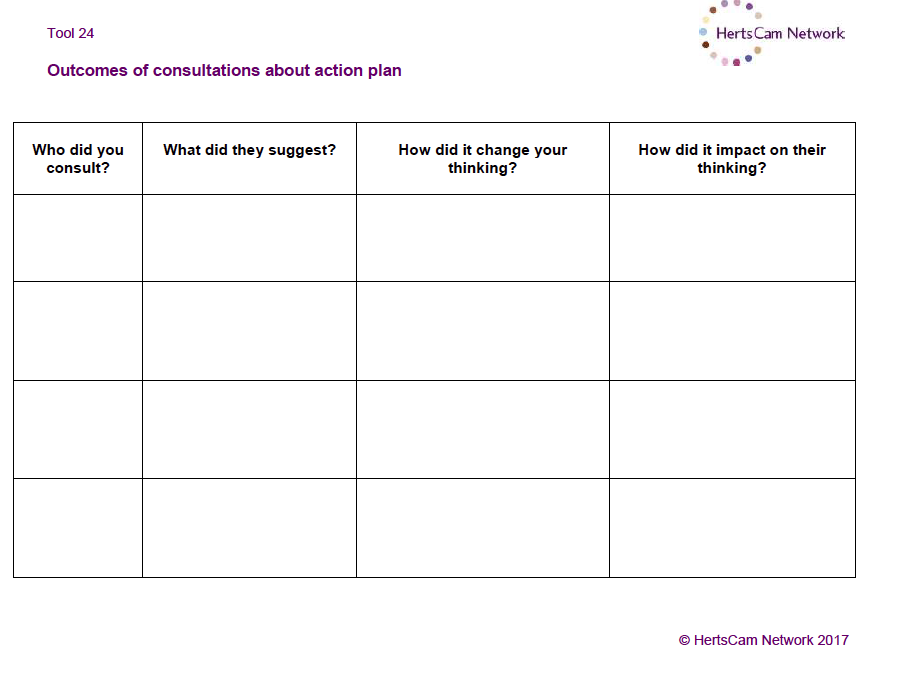 Tool 24
HertsCam Network
Outcomes of consultations about action plan
Who did you
consult?
What did they suggest?
How did it change your
thinking?
How did it impact on their
thinking?
© HertsCam Network 2017